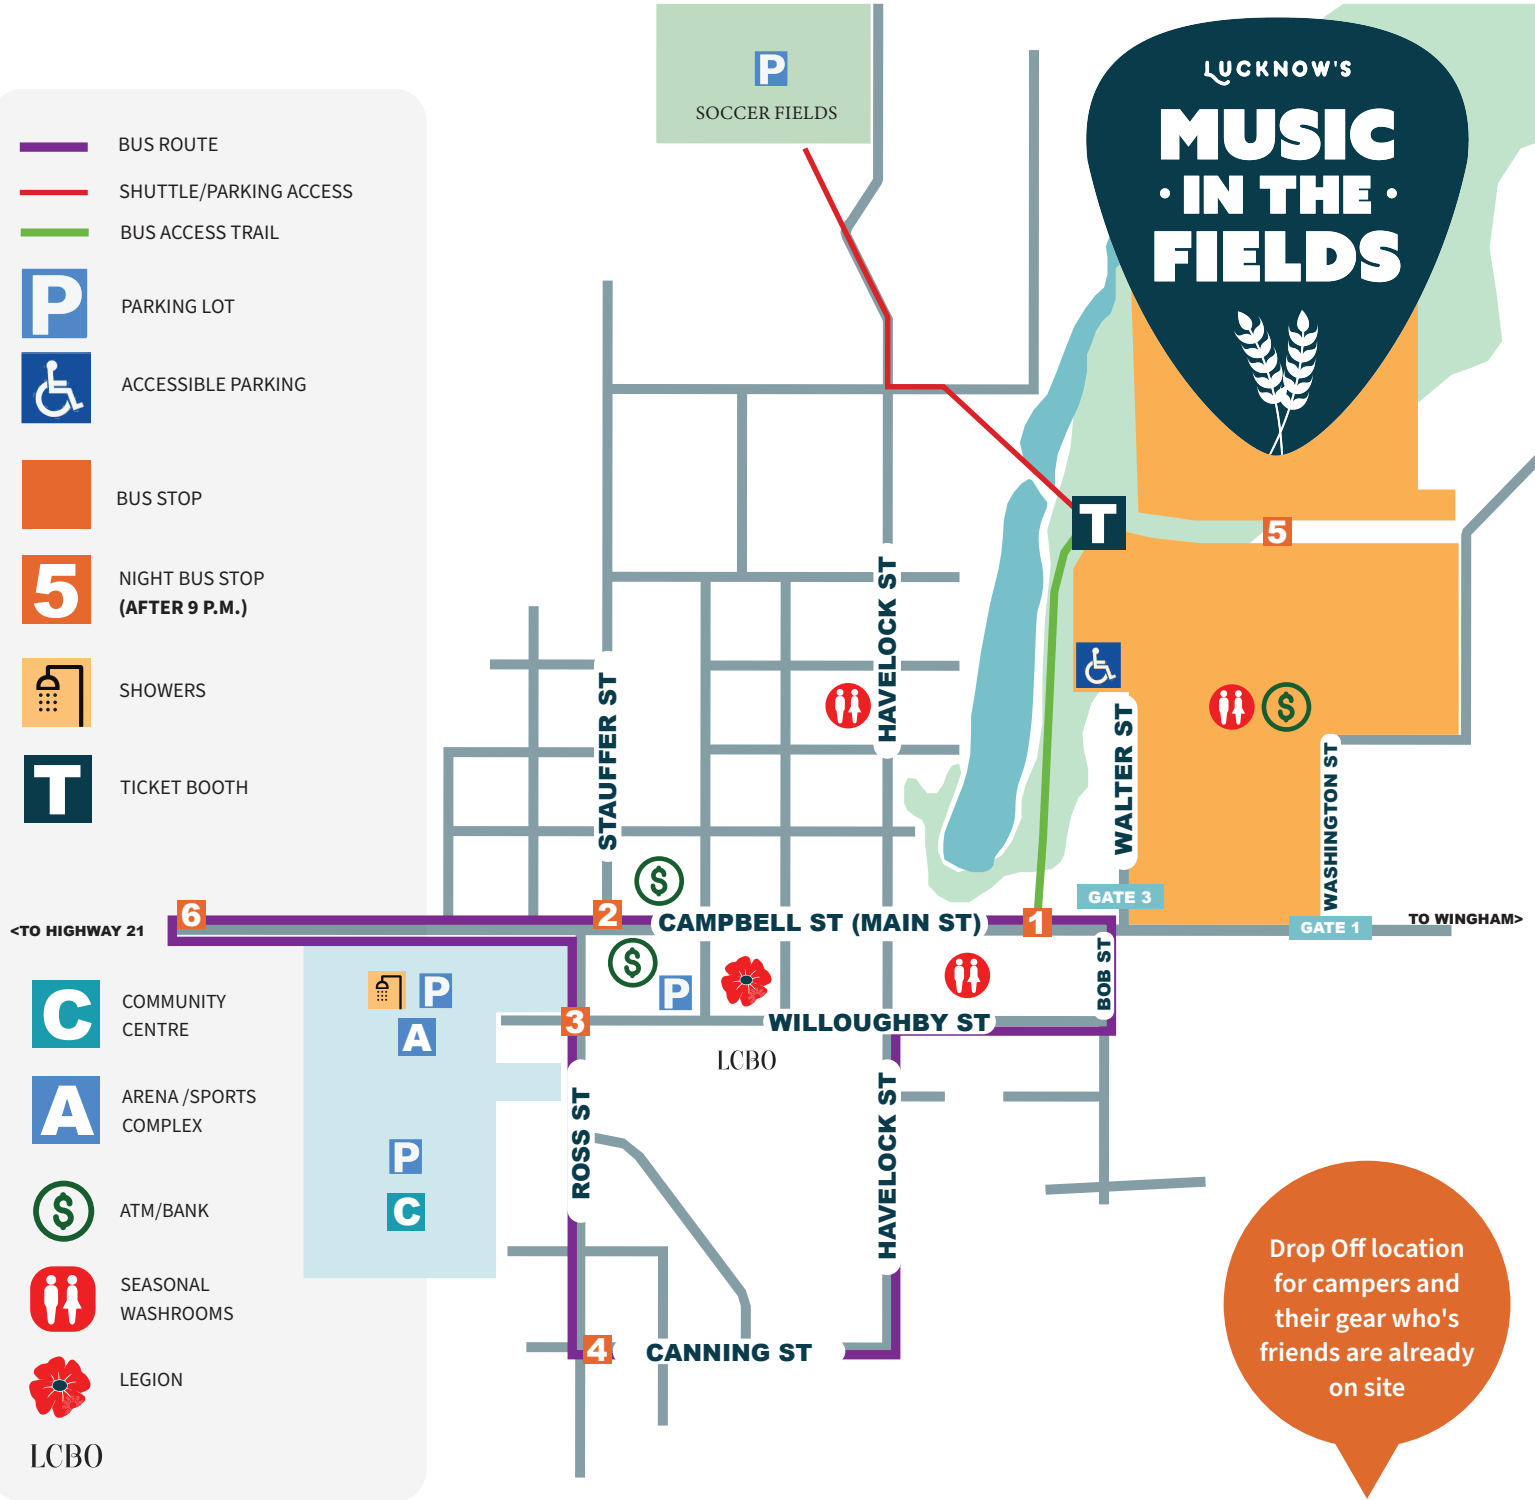 LUCKNOW'S
MUSIC
· IN THE ·
FIELDS
P
SOCCER FIELDS
BUS ROUTE
SHUTTLE/PARKING ACCESS
BUS ACCESS TRAIL
P
PARKING LOT
ACCESSIBLE PARKING
BUS STOP
5
NIGHT BUS STOP
(AFTER 9 P.M.)
SHOWERS
T
TICKET BOOTH
<TO HIGHWAY 21
C
COMMUNITY
CENTRE
A
ARENA /SPORTS
COMPLEX
$
ATM/BANK
SEASONAL
WASHROOMS
LEGION
LCBO
T
5
HAVELOCK ST
STAUFFER ST
WALTER ST
$
WASHINGTON ST
$
GATE 3
6
2
CAMPBELL ST (MAIN ST)
1
GATE 1
TO WINGHAM>
$
P
BOB ST
P
A
3
WILLOUGHBY ST
LCBO
ROSS ST
HAVELOCK ST
P
C
4
CANNING ST
Drop Off location
for campers and
their gear who's
friends are already
on site